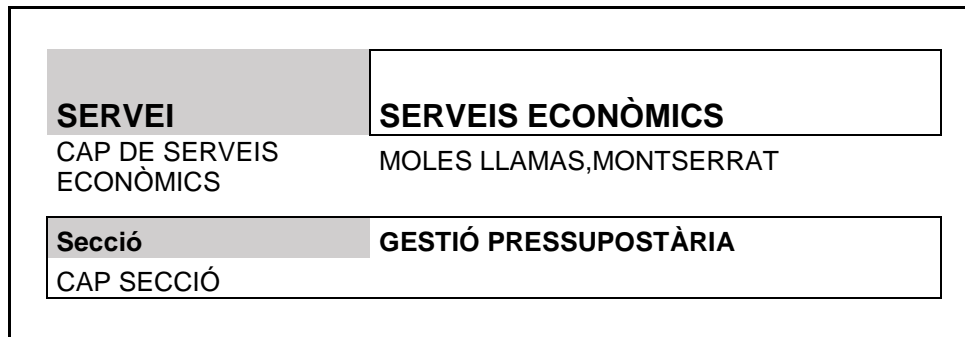 SERVEI SERVEIS ECONÒMICS
CAP DE SERVEIS
ECONÒMICS
MOLES LLAMAS,MONTSERRAT
Secció GESTIÓ PRESSUPOSTÀRIA
CAP SECCIÓ